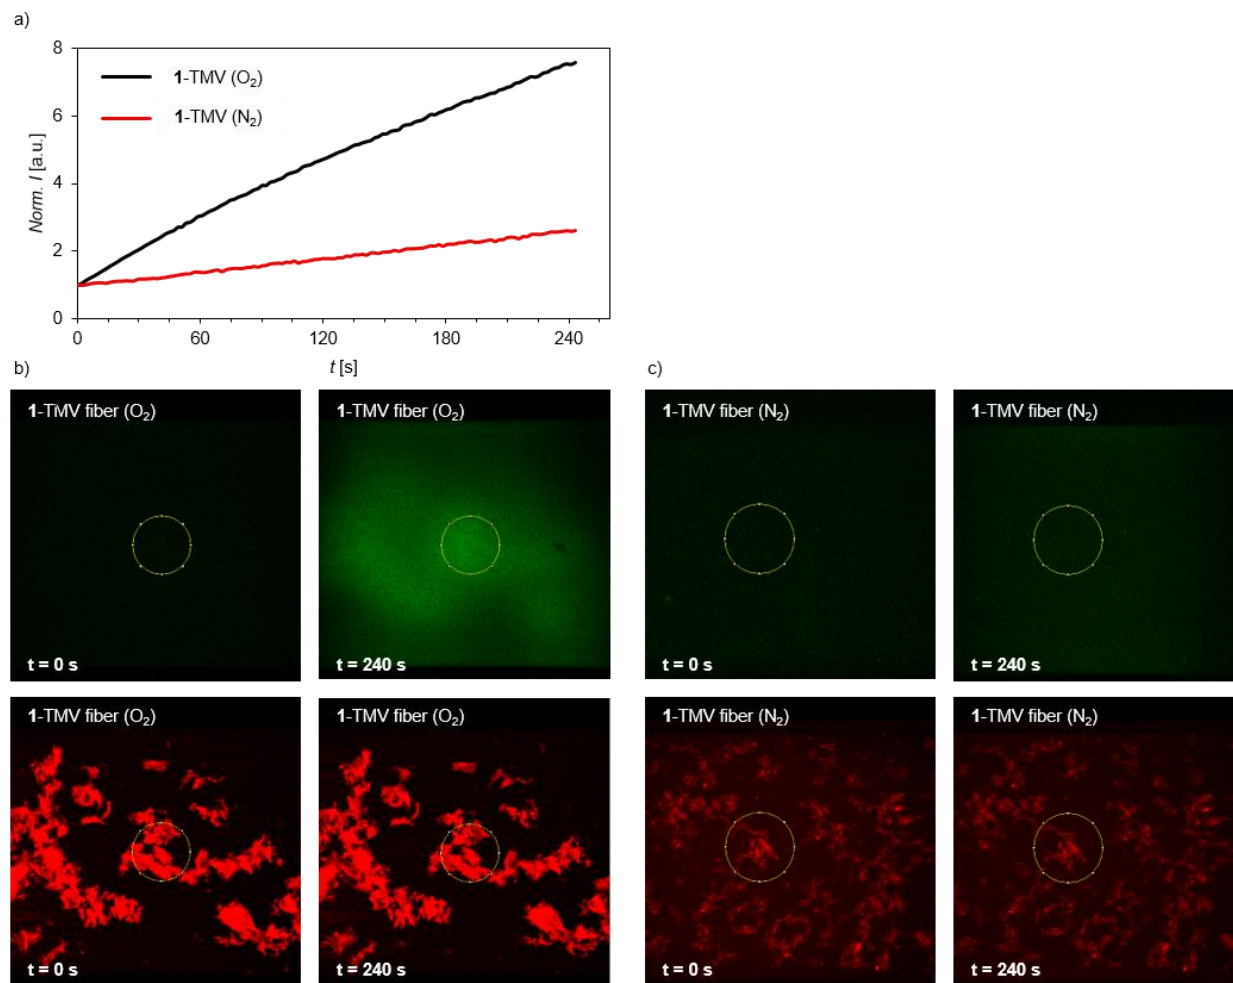 a)
8
6
4
2
0
Norm. I [a.u.]
1-TMV (O₂)
1-TMV (N₂)
0 60 120 180 240
t [s]
b)
c)
1-TMV fiber (O₂)
t = 0 s
1-TMV fiber (O₂)
t = 240 s
1-TMV fiber (N₂)
t = 0 s
1-TMV fiber (N₂)
t = 240 s
1-TMV fiber (O₂)
t = 0 s
1-TMV fiber (O₂)
t = 240 s
1-TMV fiber (N₂)
t = 0 s
1-TMV fiber (N₂)
t = 240 s